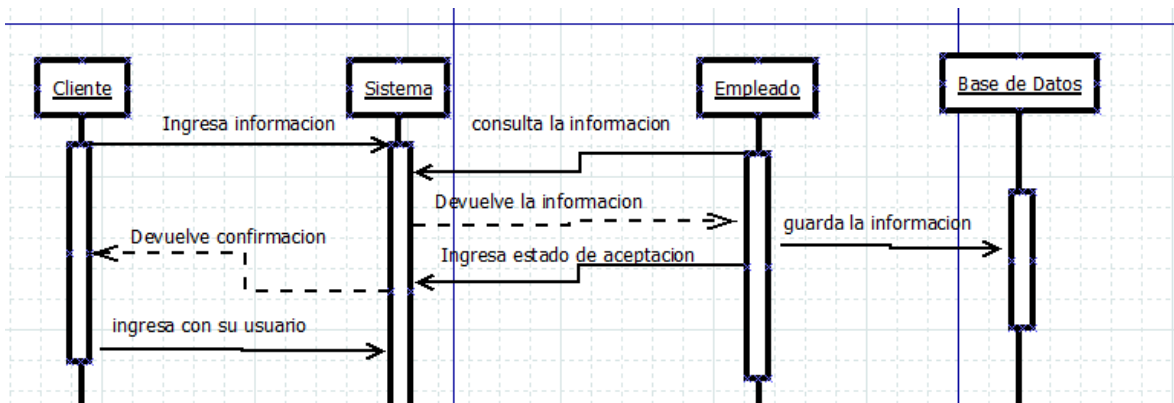 Cliente
Sistema
Empleado
Base de Datos
Ingresa informacion
consulta la informacion
Devuelve la informacion
guarda la informacion
Devuelve confirmacion
Ingresa estado de aceptacion
ingresa con su usuario